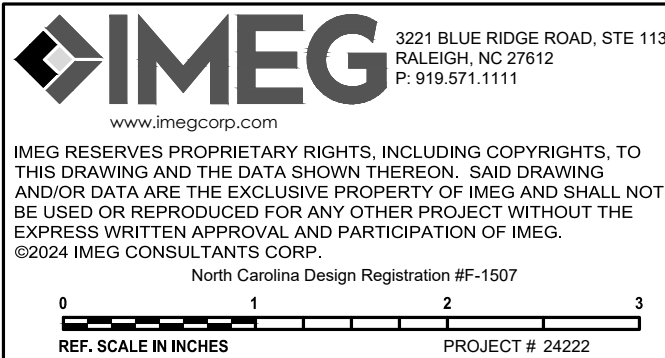 IMEG
3221 BLUE RIDGE ROAD, STE 113
RALEIGH, NC 27612
P: 919.571.1111
www.imegcorp.com
IMEG RESERVES PROPRIETARY RIGHTS, INCLUDING COPYRIGHTS, TO
THIS DRAWING AND THE DATA SHOWN THEREON. SAID DRAWING
AND/OR DATA ARE THE EXCLUSIVE PROPERTY OF IMEG AND SHALL NOT
BE USED OR REPRODUCED FOR ANY OTHER PROJECT WITHOUT THE
EXPRESS WRITTEN APPROVAL AND PARTICIPATION OF IMEG.
©2024 IMEG CONSULTANTS CORP.
North Carolina Design Registration #F-1507
0 1 2 3
REF. SCALE IN INCHES PROJECT # 24222